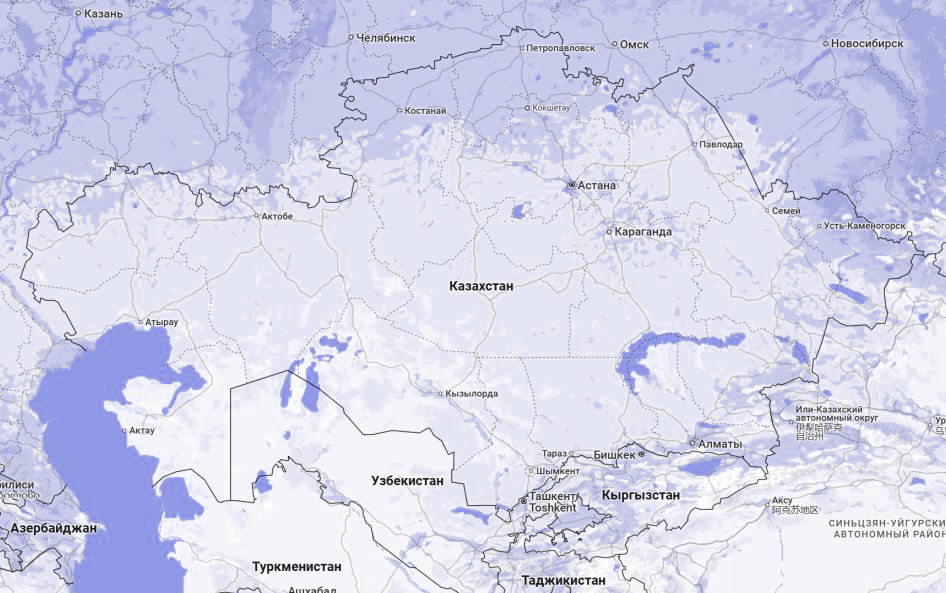 Казань
Челябинск
Петропавловск
Омск
Новосибирск
Костанай
Кокшетау
Павлодар
Астана
Семей
Актобе
Караганда
Усть-Каменогорск
Казахстан
Атырау
Кызылорда
Или-Казахский
автономный округ
伊犁哈萨克
自治州
Актау
Алматы
Тараз
Бишкек
Шымкент
Узбекистан
Кыргызстан
Ташкент
Toshkent
Аксу
阿克苏地区
Азербайджан
СИНЬЦЗЯН-УЙГУРСКИ
АВТОНОМНЫЙ РАЙОН
Туркменистан
Таджикистан
Ашхабад